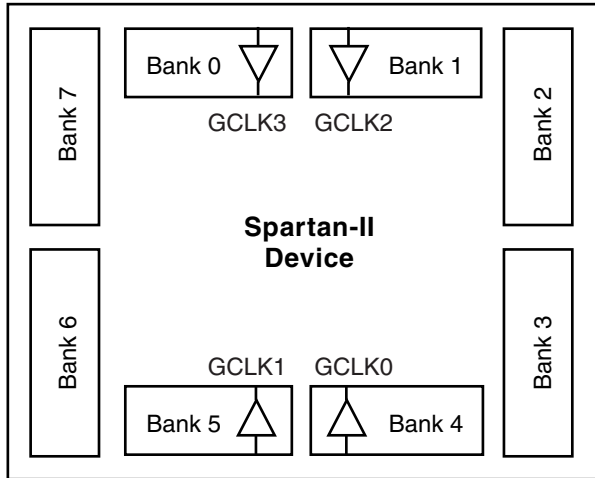 Bank 0
Bank 1
GCLK3
GCLK2
Bank 7
Bank 2
Spartan-II
Device
Bank 6
Bank 3
GCLK1
GCLK0
Bank 5
Bank 4